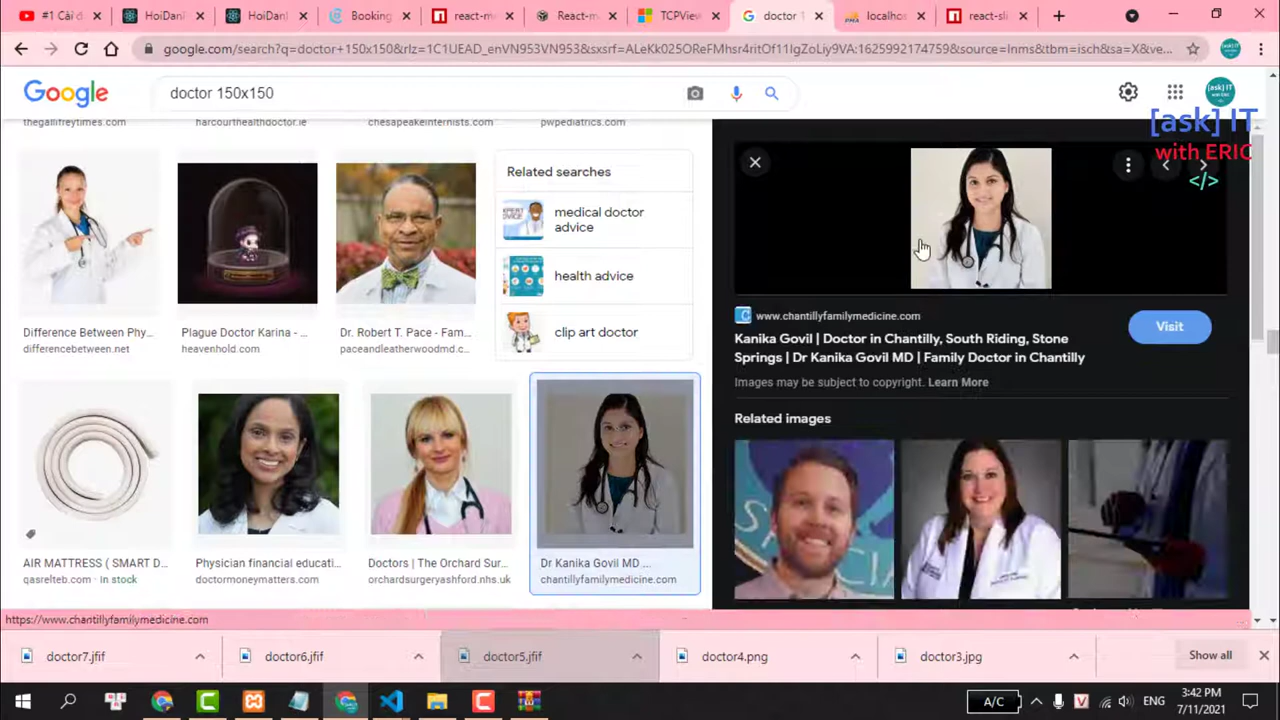 #1 Cài d
HoiDanI
HoiDanI
Booking
react-m
React-m
TCPView
doctor 1
localhos
react-sli
google.com/search?q=doctor+150x150&rlz=1C1UEAD_enVN953VN953&sxsrf=ALeKk025OReFMhsr4ritOf11IgZoLiy9VA:1625992174759&source=lnms&tbm=isch&sa=X&ve...
Google
doctor 150x150
[ask] IT
with ERIC
</>
thegallifreytimes.com
harcourthealthdoctor.ie
chesapeakeinternists.com
pwpediatrics.com
Related searches
medical doctor
advice
health advice
clip art doctor
Difference Between Phy...
differencebetween.net
Plague Doctor Karina - ...
heavenhold.com
Dr. Robert T. Pace - Fam...
paceandleatherwoodmd.c...
www.chantillyfamilymedicine.com
Kanika Govil | Doctor in Chantilly, South Riding, Stone
Springs | Dr Kanika Govil MD | Family Doctor in Chantilly
Visit
Images may be subject to copyright. Learn More
Related images
AIR MATTRESS ( SMART D...
qasrelteb.com · In stock
Physician financial educati...
doctormoneymatters.com
Doctors | The Orchard Sur...
orchardsurgeryashford.nhs.uk
Dr Kanika Govil MD ...
chantillyfamilymedicine.com
https://www.chantillyfamilymedicine.com
doctor7.jfif
doctor6.jfif
doctor5.jfif
doctor4.png
doctor3.jpg
Show all
A/C
ENG
3:42 PM
7/11/2021